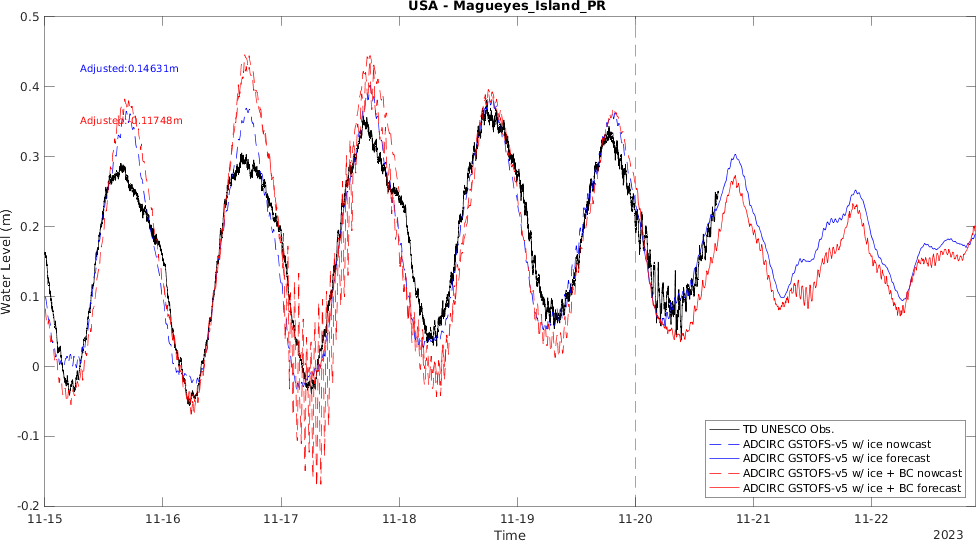 USA - Magueyes_Island_PR
0.5
0.4
0.3
0.2
0.1
0
-0.1
-0.2
Water Level (m)
Adjusted:0.14631m
Adjusted:-0.11748m
TD UNESCO Obs.
ADCIRC GSTOFS-v5 w/ ice nowcast
ADCIRC GSTOFS-v5 w/ ice forecast
ADCIRC GSTOFS-v5 w/ ice + BC nowcast
ADCIRC GSTOFS-v5 w/ ice + BC forecast
11-15 11-16 11-17 11-18 11-19 11-20 11-21 11-22
2023
Time